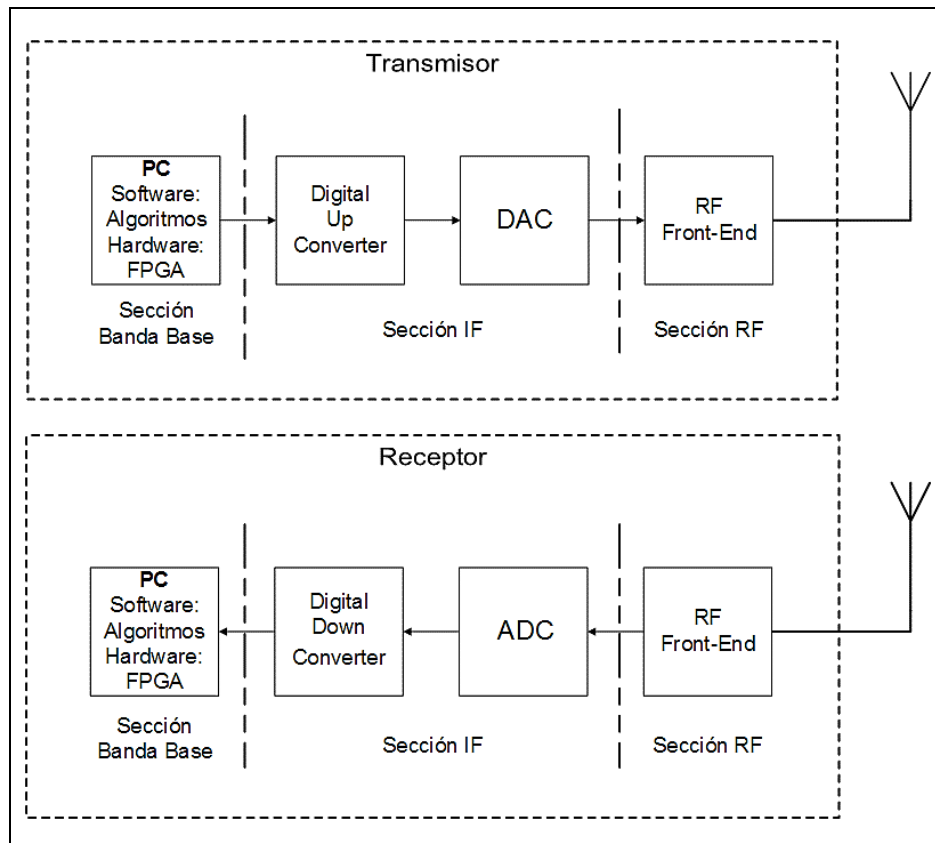 Transmisor
PC
Software:
Algoritmos
Hardware:
FPGA
Digital
Up
Converter
DAC
RF
Front-End
Sección
Banda Base
Sección IF
Sección RF
Receptor
PC
Software:
Algoritmos
Hardware:
FPGA
Digital
Down
Converter
ADC
RF
Front-End
Sección
Banda Base
Sección IF
Sección RF